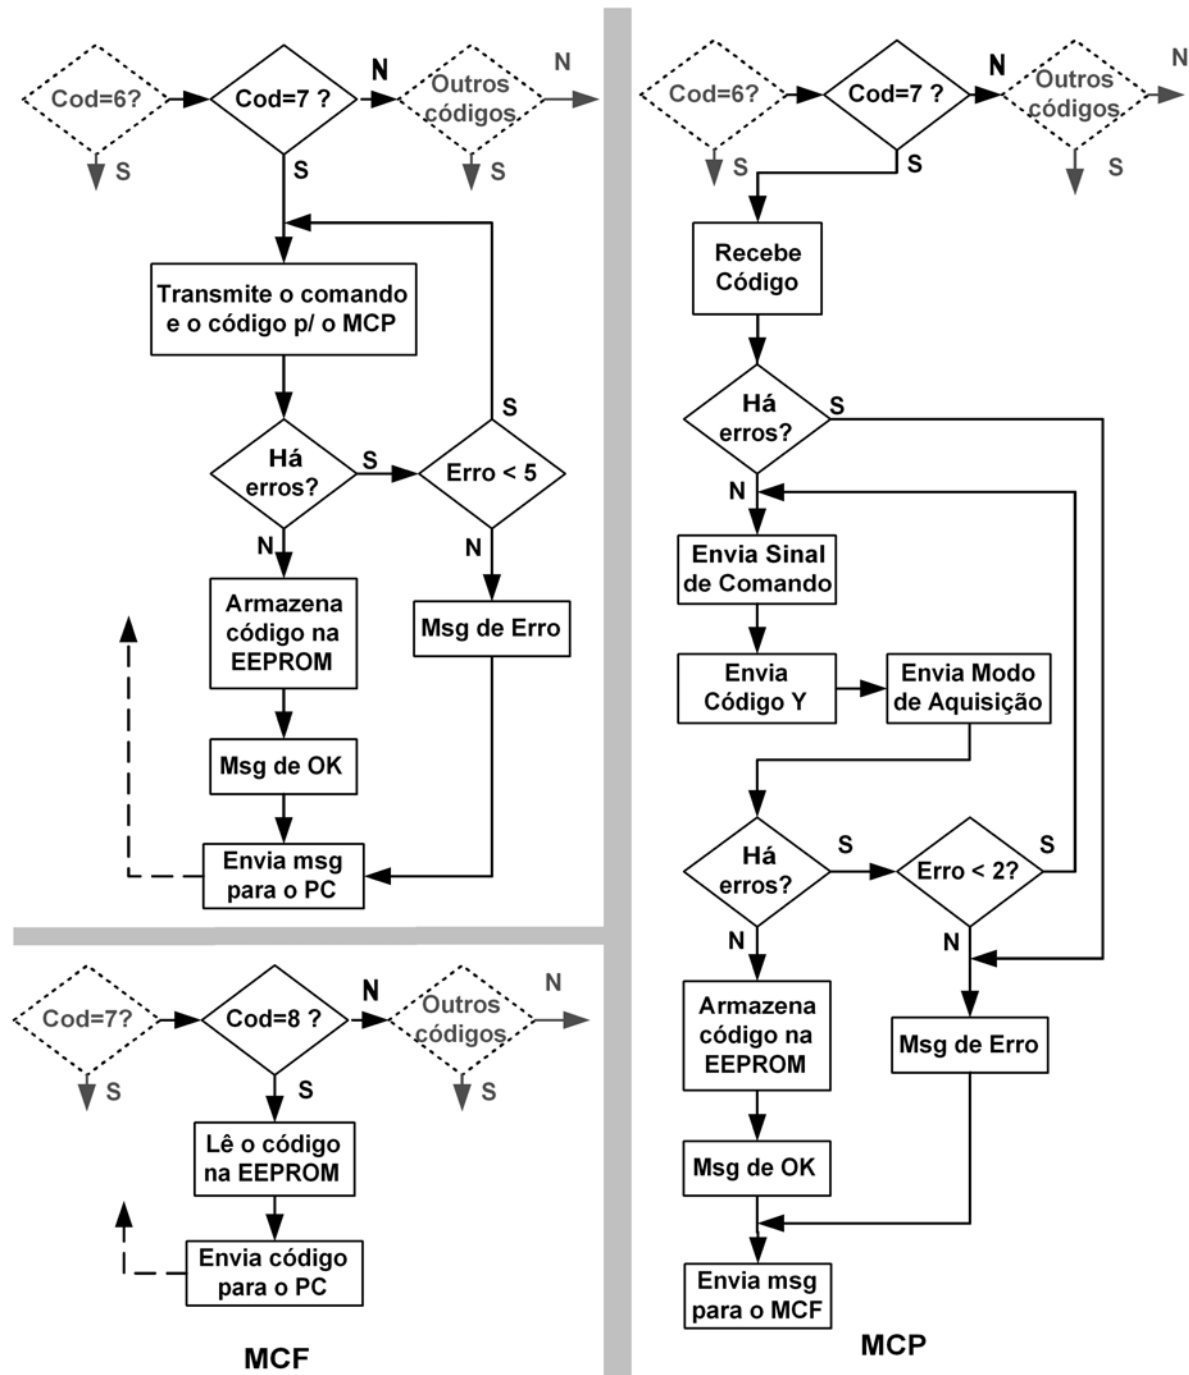 Cod=6?
Cod=7 ?
N
Outros
códigos
N
S
S
S
Transmite o comando
e o código p/ o MCP
Há
erros?
S
Erro < 5
S
N
N
Armazena
código na
EEPROM
Msg de Erro
Msg de OK
Envia msg
para o PC
Cod=7?
Cod=8 ?
N
Outros
códigos
N
S
S
S
Lê o código
na EEPROM
Envia código
para o PC
MCF
Cod=6?
Cod=7 ?
N
Outros
códigos
N
S
S
S
Recebe
Código
Há
erros?
S
N
Envia Sinal
de Comando
Envia
Código Y
Envia Modo
de Aquisição
Há
erros?
S
Erro < 2?
S
N
N
Armazena
código na
EEPROM
Msg de Erro
Msg de OK
Envia msg
para o MCF
MCP